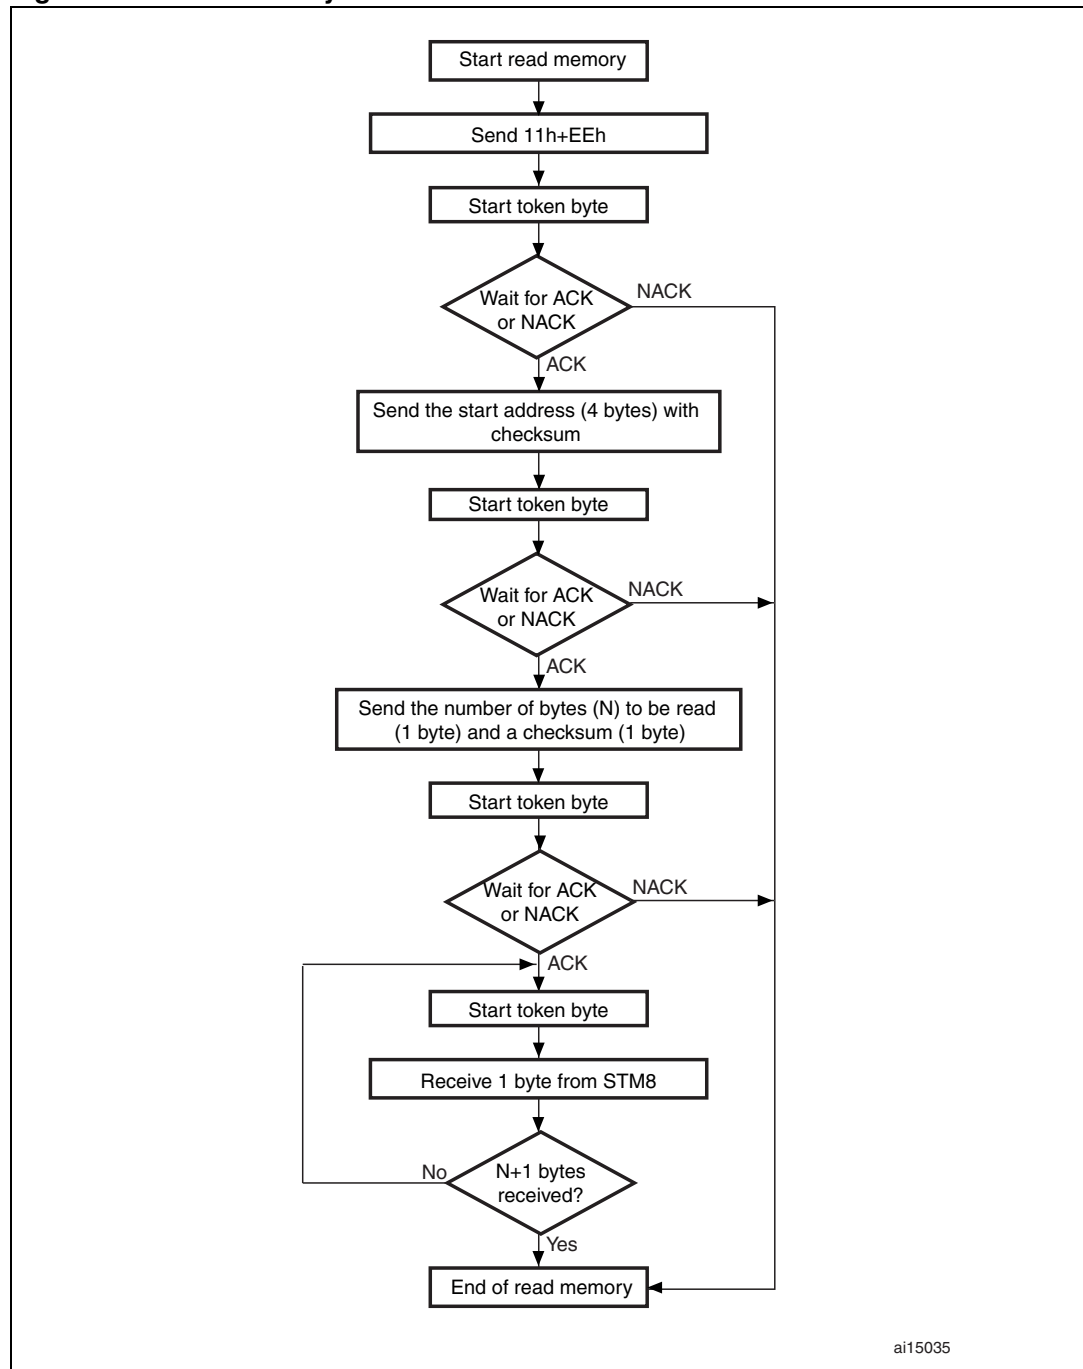 Start read memory
Send 11h+EEh
Start token byte
Wait for ACK
or NACK
NACK
ACK
Send the start address (4 bytes) with
checksum
Start token byte
Wait for ACK
or NACK
NACK
ACK
Send the number of bytes (N) to be read
(1 byte) and a checksum (1 byte)
Start token byte
Wait for ACK
or NACK
NACK
ACK
Start token byte
Receive 1 byte from STM8
N+1 bytes
received?
No
Yes
End of read memory
ai15035